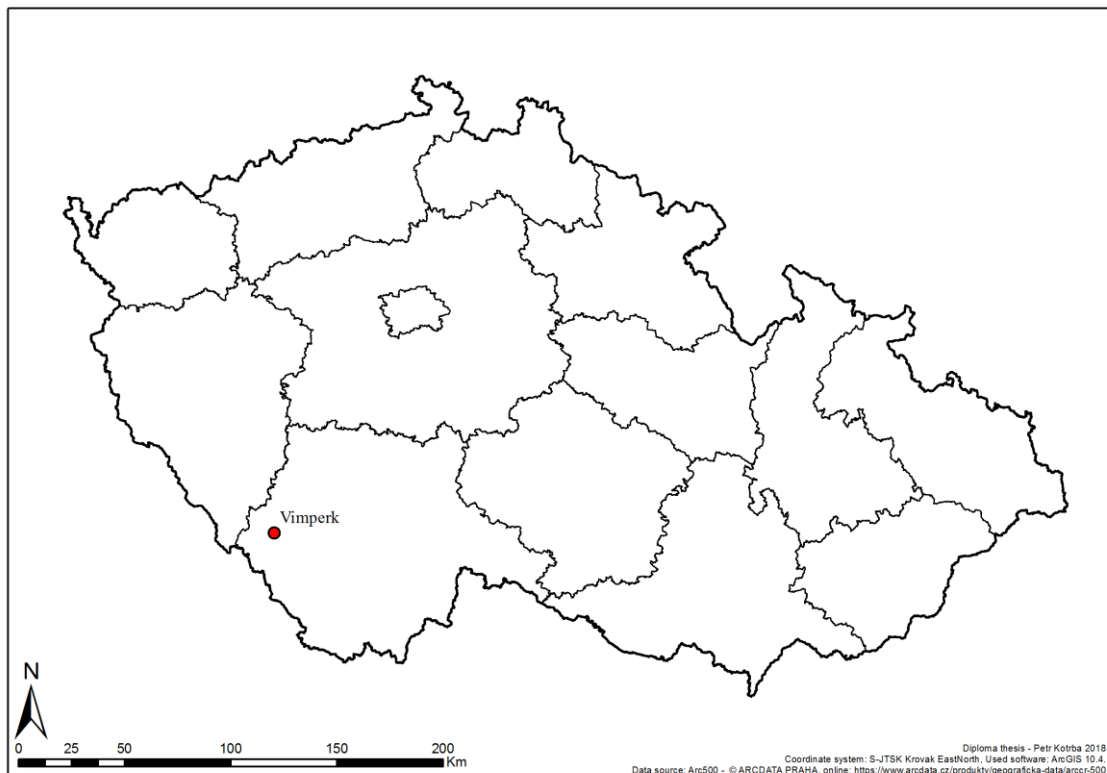 Vimperk
N
0 25 50 100 150 200
Km
Diploma thesis - Petr Kotrba 2018
Coordinate system: S-JTSK Krovak EastNorth, Used software: ArcGIS 10.4.
Data source: Arc500 - © ARCDATA PRAHA, online: https://www.arcdata.cz/produkty/geograficka-data/arccr-500